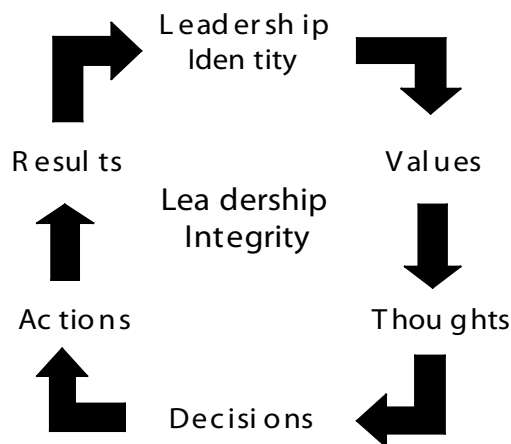 Leadership
Identity
Results
Values
Leadership
Integrity
Actions
Thoughts
Decisions